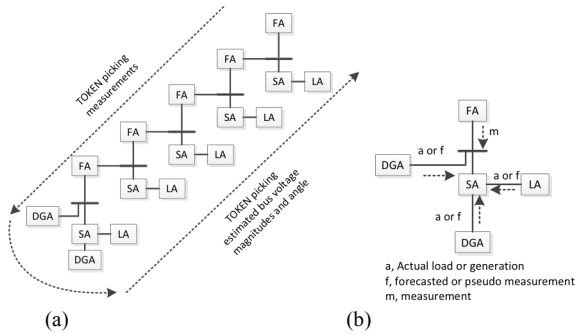 FA
FA
FA
FA
FA
SA LA
SA LA
SA LA
SA LA
SA LA
DGA
DGA
TOKEN picking
measurements
TOKEN picking
estimated bus voltage
magnitudes and angle
(a)
FA
m
a or f
DGA
SA
a or f
LA
a or f
DGA
a, Actual load or generation
f, forecasted or pseudo measurement
m, measurement
(b)